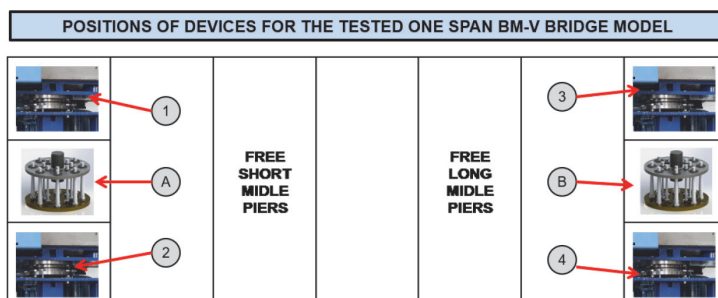 POSITIONS OF DEVICES FOR THE TESTED ONE SPAN BM-V BRIDGE MODEL
1
3
FREE
SHORT
MIDLE
PIERS
FREE
LONG
MIDLE
PIERS
A
B
2
4